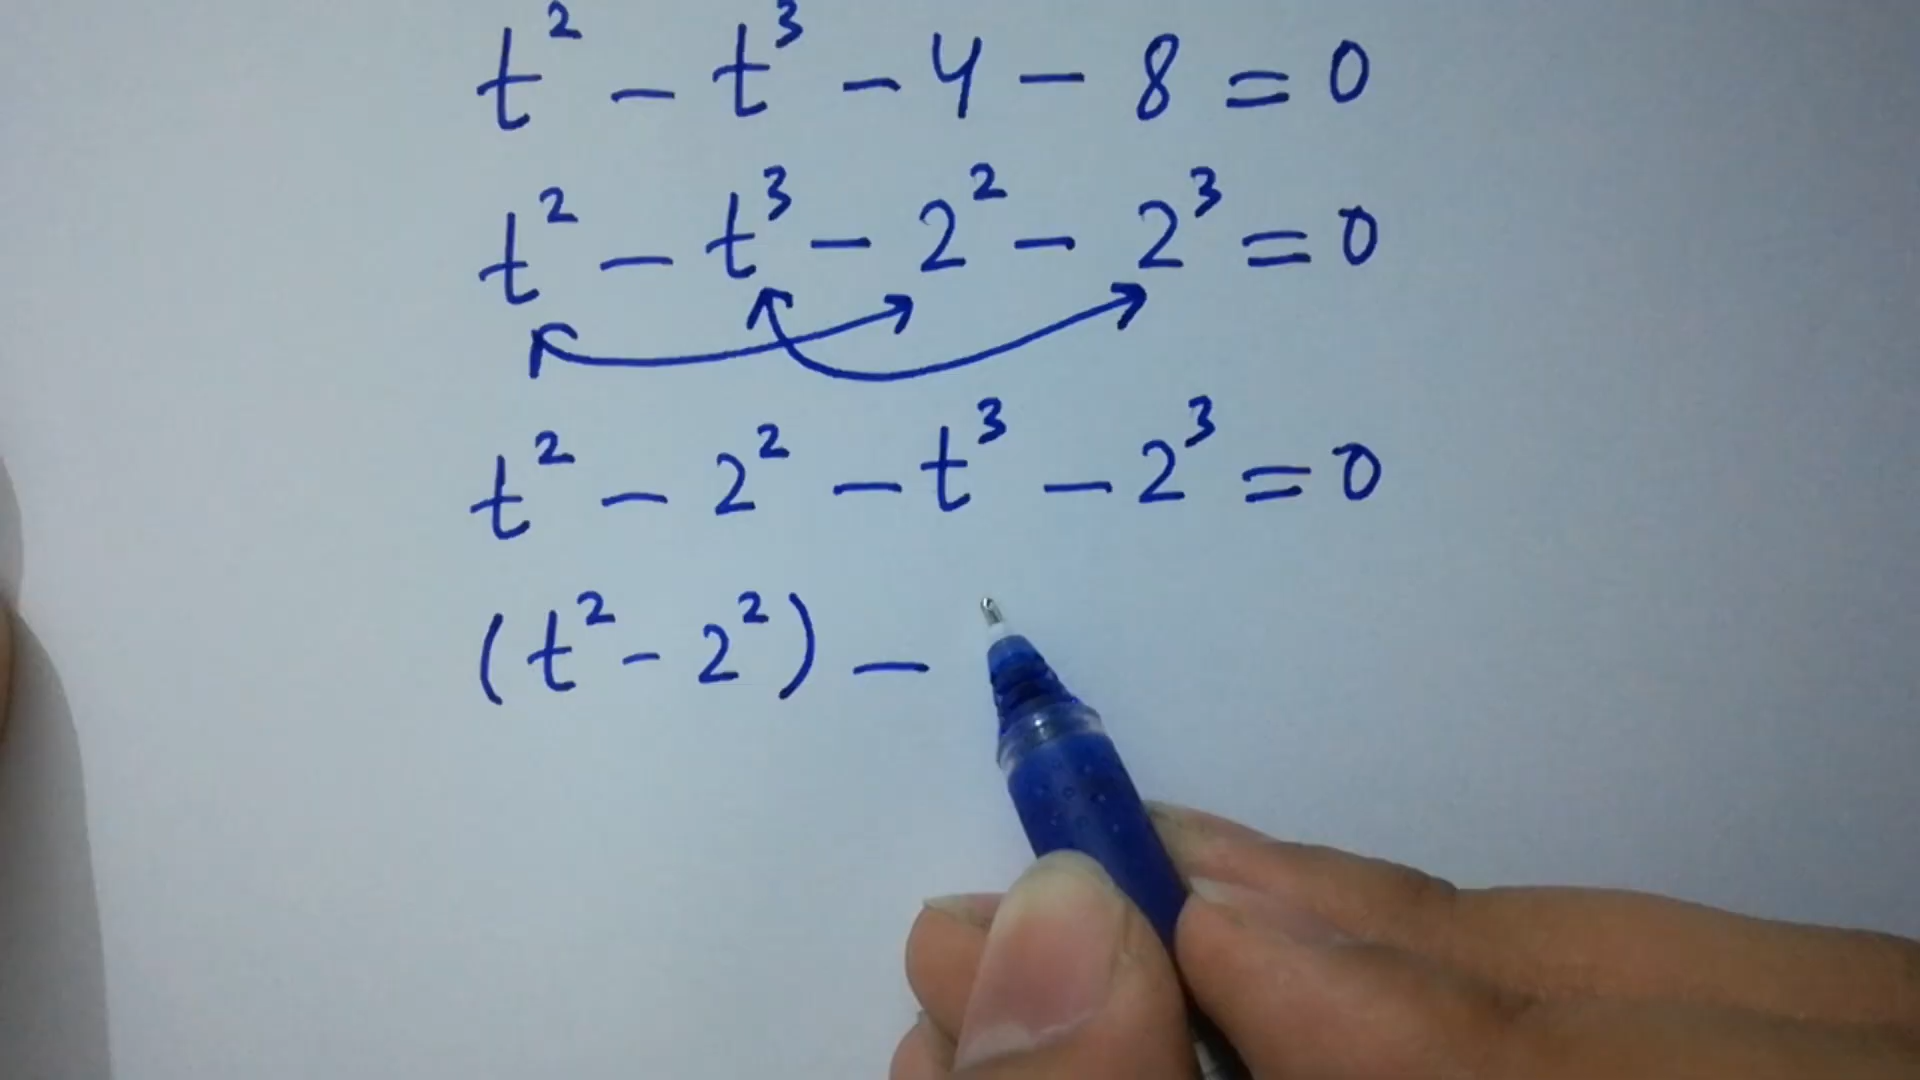 t² - t³ - 4 - 8 = 0
t² - t³ - 2² - 2³ = 0
t² - 2² - t³ - 2³ = 0
(t² - 2²) -